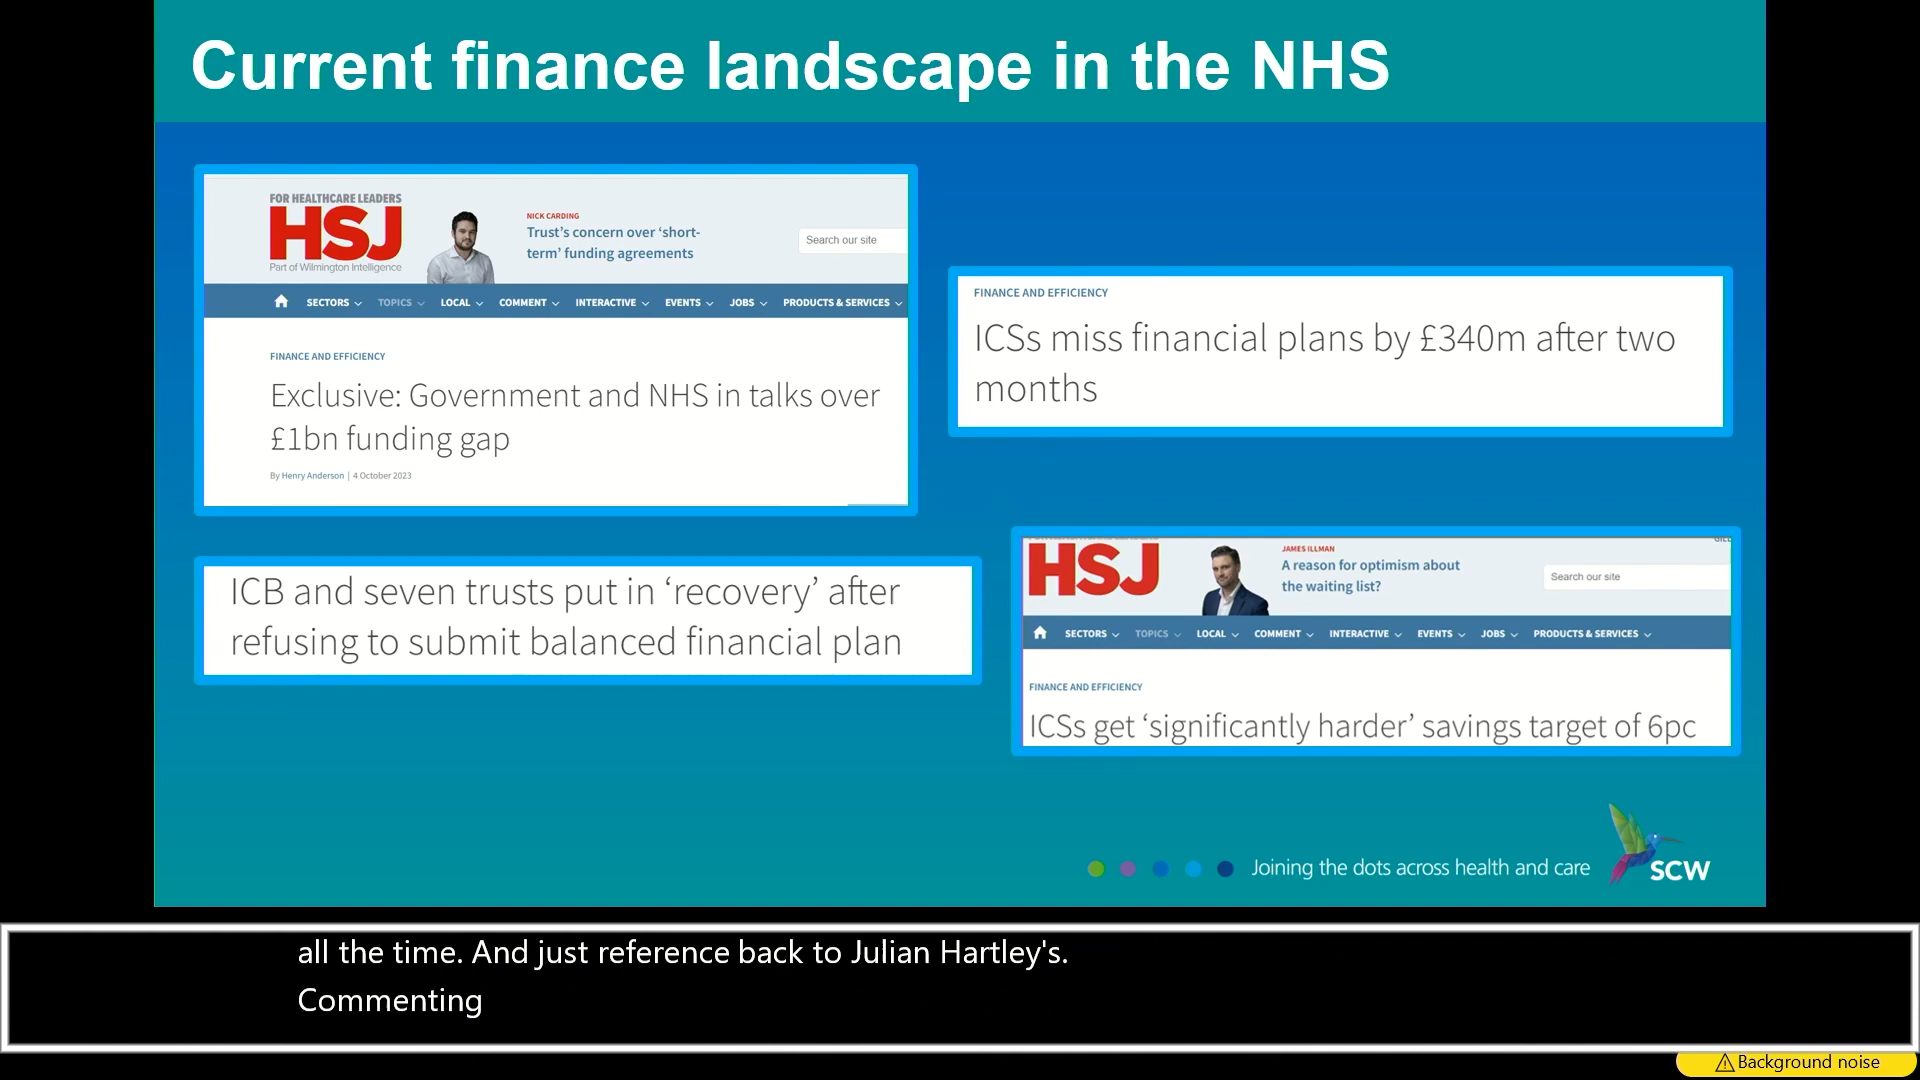 Current finance landscape in the NHS
FOR HEALTHCARE LEADERS
HSJ
Part of Wilmington Intelligence
NICK CARDING
Trust’s concern over ‘short-
term’ funding agreements
Search our site
SECTORS TOPICS LOCAL COMMENT INTERACTIVE EVENTS JOBS PRODUCTS & SERVICES
FINANCE AND EFFICIENCY
Exclusive: Government and NHS in talks over
£1bn funding gap
By Henry Anderson | 4 October 2023
FINANCE AND EFFICIENCY
ICSs miss financial plans by £340m after two
months
ICB and seven trusts put in ‘recovery’ after
refusing to submit balanced financial plan
HSJ
JAMES ILLMAN
A reason for optimism about
the waiting list?
Search our site
SECTORS TOPICS LOCAL COMMENT INTERACTIVE EVENTS JOBS PRODUCTS & SERVICES
FINANCE AND EFFICIENCY
ICSs get ‘significantly harder’ savings target of 6pc
Joining the dots across health and care
SCW
all the time. And just reference back to Julian Hartley's.
Commenting
Background noise